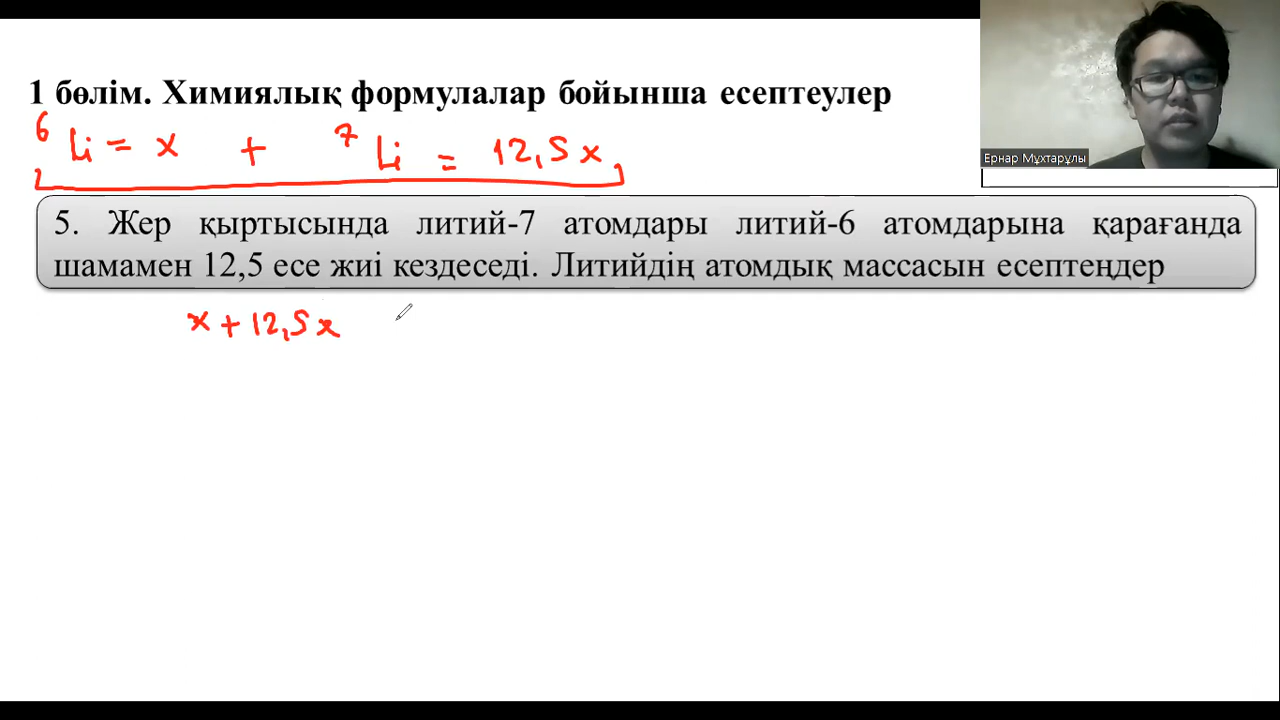 1 бөлім. Химиялық формулалар бойынша есептеулер
⁶Li = x + ⁷Li = 12,5x
Ернар Мұхтарұлы
5. Жер қыртысында литий-7 атомдары литий-6 атомдарына қарағанда
шамамен 12,5 есе жиі кездеседі. Литийдің атомдық массасын есептеңдер
x + 12,5x